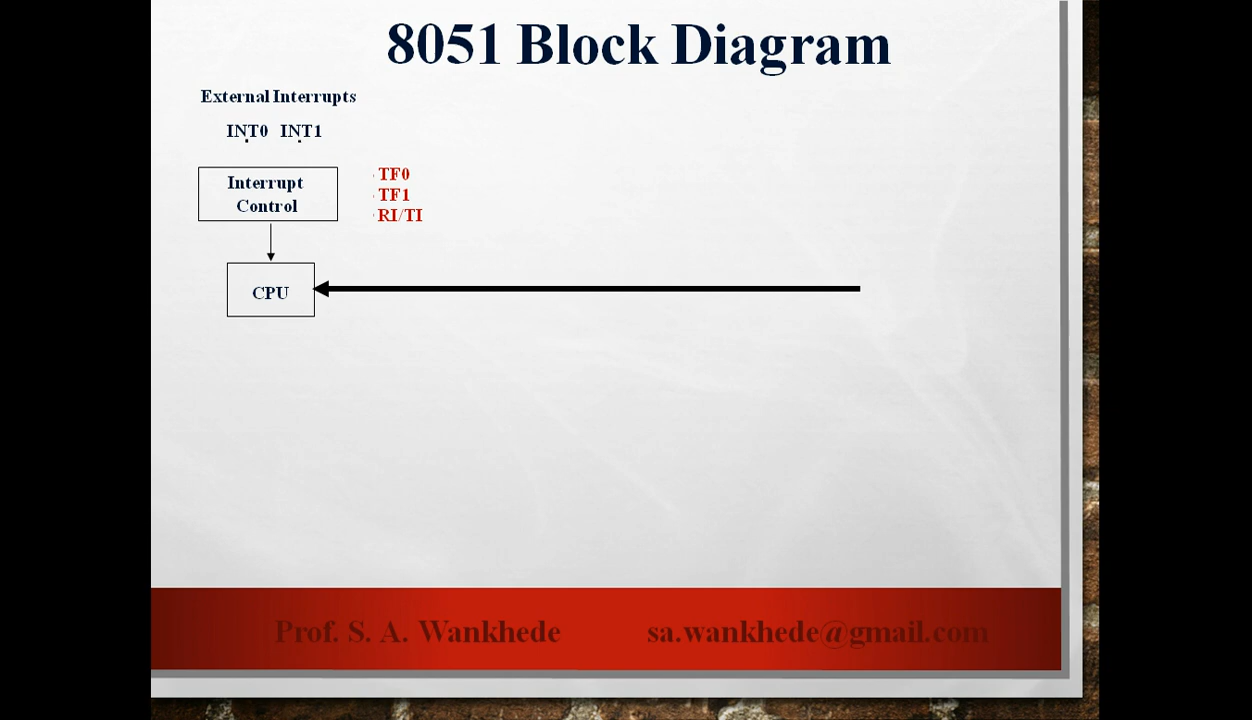 8051 Block Diagram
External Interrupts
INT0 INT1
Interrupt
Control
TF0
TF1
RI/TI
CPU
Prof. S. A. Wankhede sa.wankhede@gmail.com